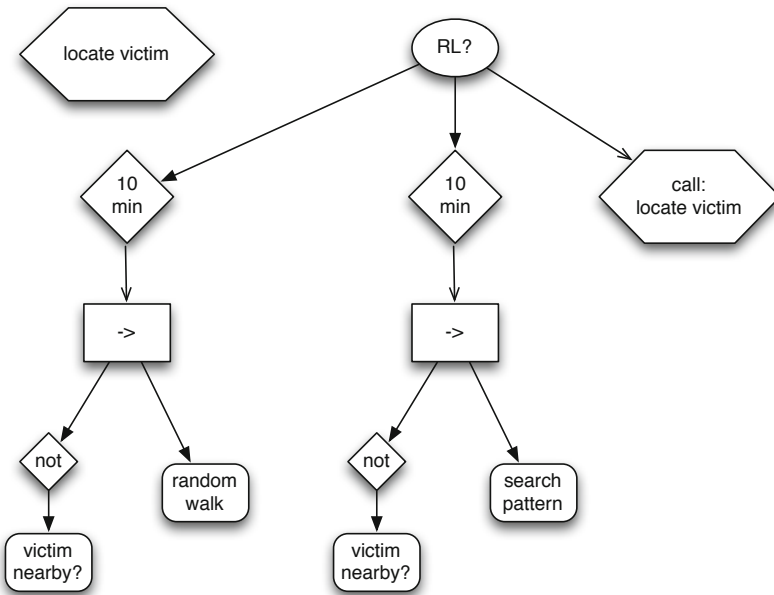 locate victim
RL?
10
min
10
min
call:
locate victim
->
->
not
random
walk
not
search
pattern
victim
nearby?
victim
nearby?